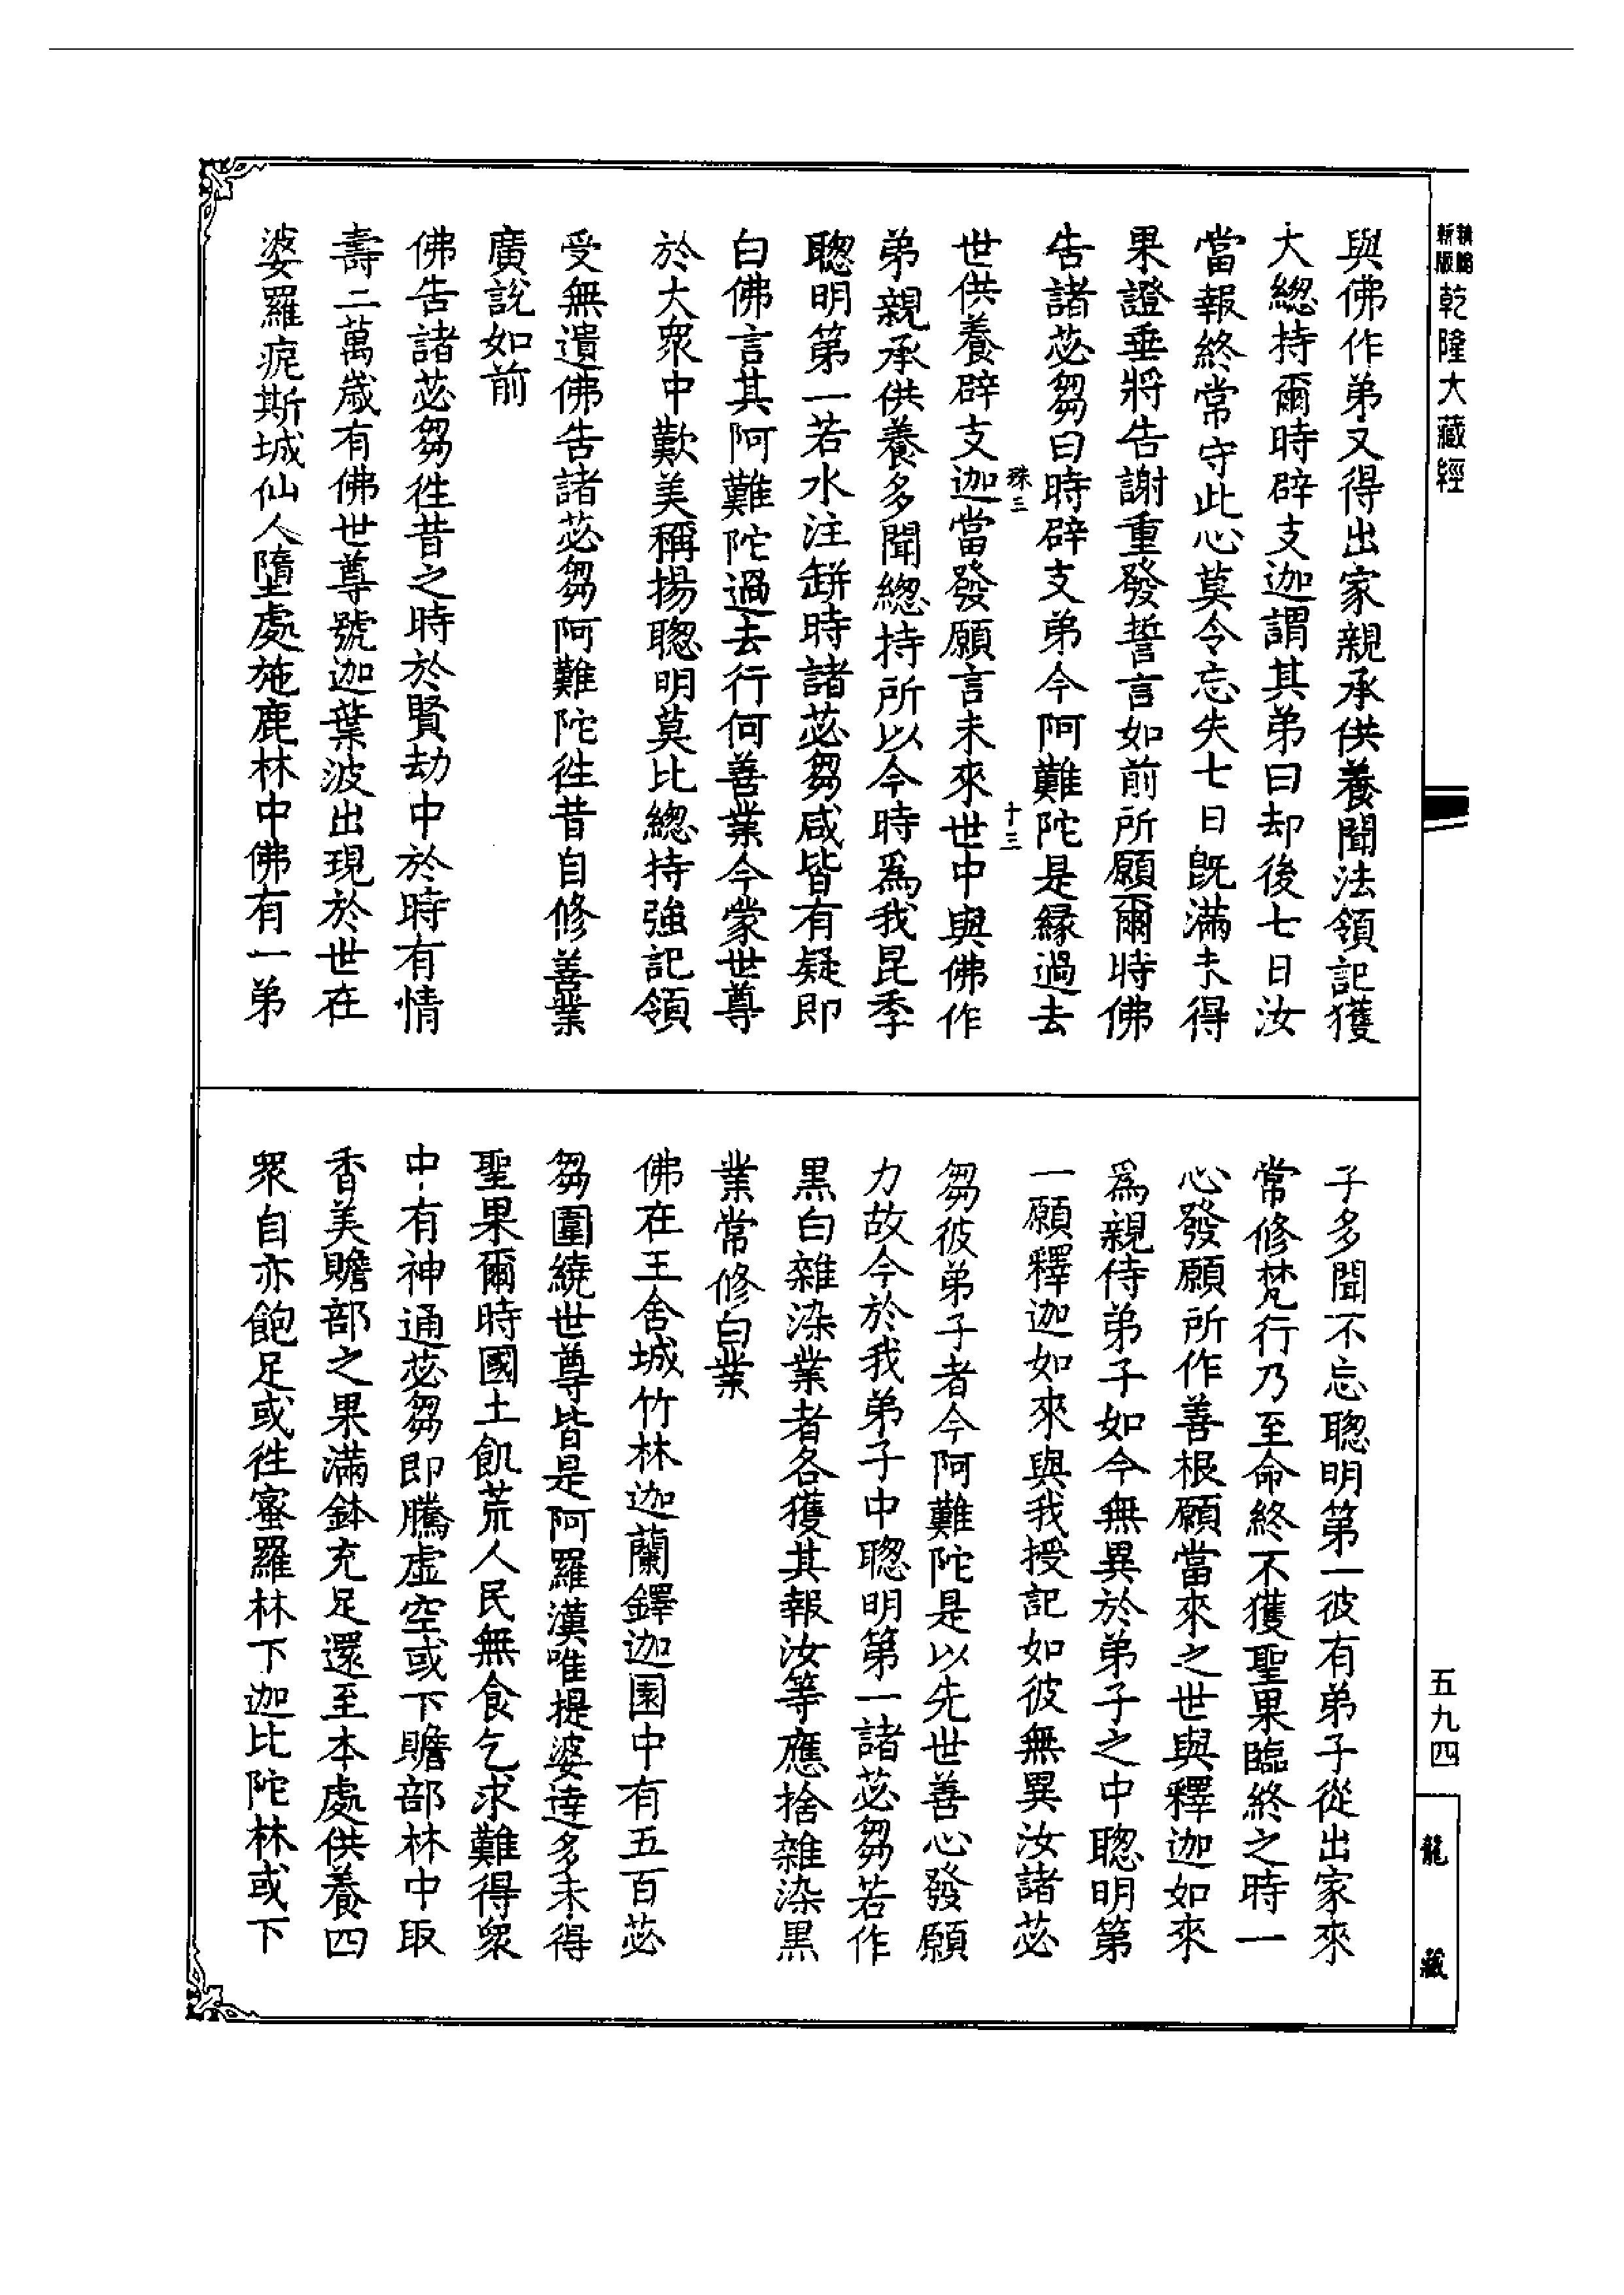 新版
乾隆大藏經
與佛作弟又得出家親承供養聞法領記獲
大總持爾時辟支迦謂其弟曰却後七日汝
當報終常守此心莫令忘失七日旣滿未得
果證垂將告謝重發誓言如前所願爾時佛
告諸苾芻曰時辟支弟今阿難陀是緣過去
殊三
十三
世供養辟支迦當發願言未來世中與佛作
弟親承供養多聞總持所以今時爲我昆季
聰明第一若水注缾時諸苾芻咸皆有疑即
白佛言其阿難陀過去行何善業今蒙世尊
於大衆中歎美稱揚聰明莫比總持強記領
受無遺佛告諸苾芻阿難陀往昔自修善業
廣說如前
佛告諸苾芻往昔之時於賢劫中於時有情
壽二萬歲有佛世尊號迦葉波出現於世在
婆羅痆斯城仙人墮處施鹿林中佛有一弟
子多聞不忘聰明第一彼有弟子從出家來
常修梵行乃至命終不獲聖果臨終之時一
心發願所作善根願當來之世與釋迦如來
爲親侍弟子如今無異於弟子之中聰明第
一願釋迦如來與我授記如彼無異汝諸苾
芻彼弟子者今阿難陀是以先世善心發願
力故今於我弟子中聰明第一諸苾芻若作
黑白雜染業者各獲其報汝等應捨雜染黑
業常修白業
佛在王舍城竹林迦蘭鐸迦園中有五百苾
芻圍繞世尊皆是阿羅漢唯提婆達多未得
聖果爾時國土飢荒人民無食乞求難得衆
中有神通苾芻即騰虛空或下贍部林中取
香美贍部之果滿鉢充足還至本處供養四
衆自亦飽足或往蜜羅林下迦比陀林或下
五九四
龍藏